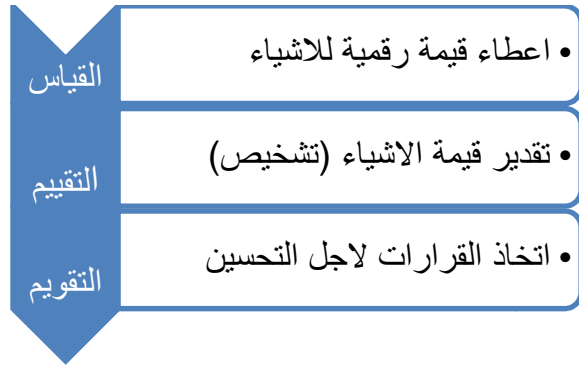 القياس
• اعطاء قيمة رقمية للاشياء
التقييم
• تقدير قيمة الاشياء (تشخيص)
التقويم
• اتخاذ القرارات لاجل التحسين